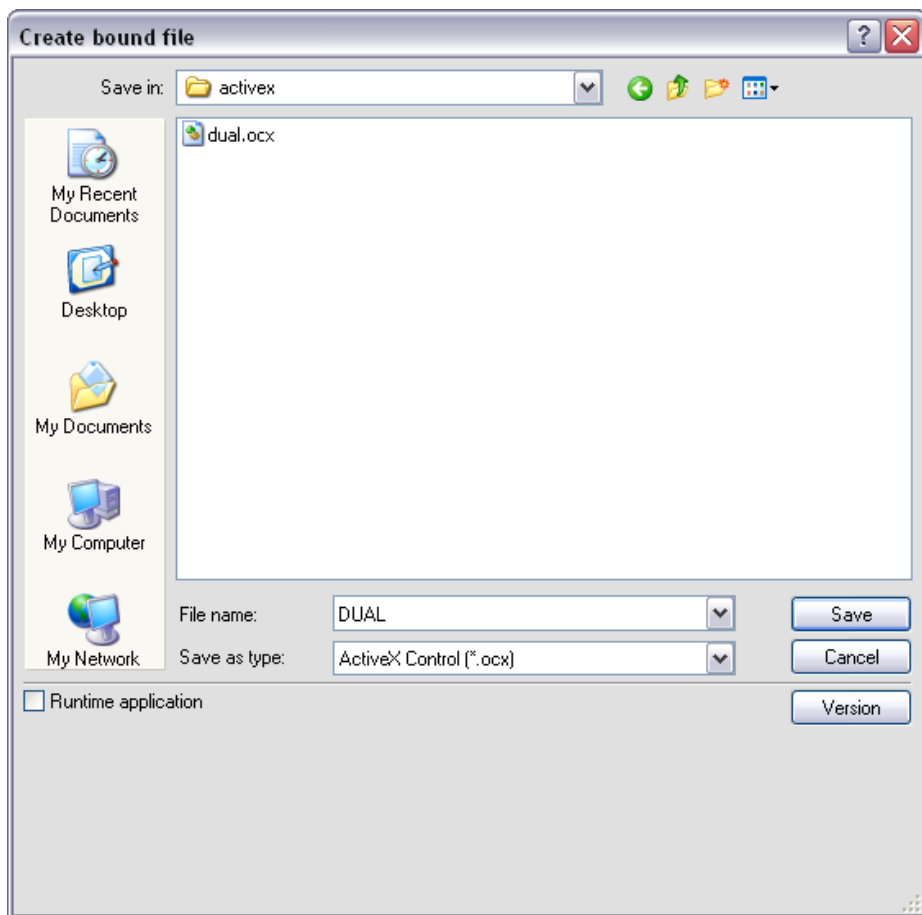 Create bound file
Save in:
activex
dual.ocx
My Recent
Documents
Desktop
My Documents
My Computer
My Network
File name:
DUAL
Save
Save as type:
ActiveX Control (*.ocx)
Cancel
Runtime application
Version